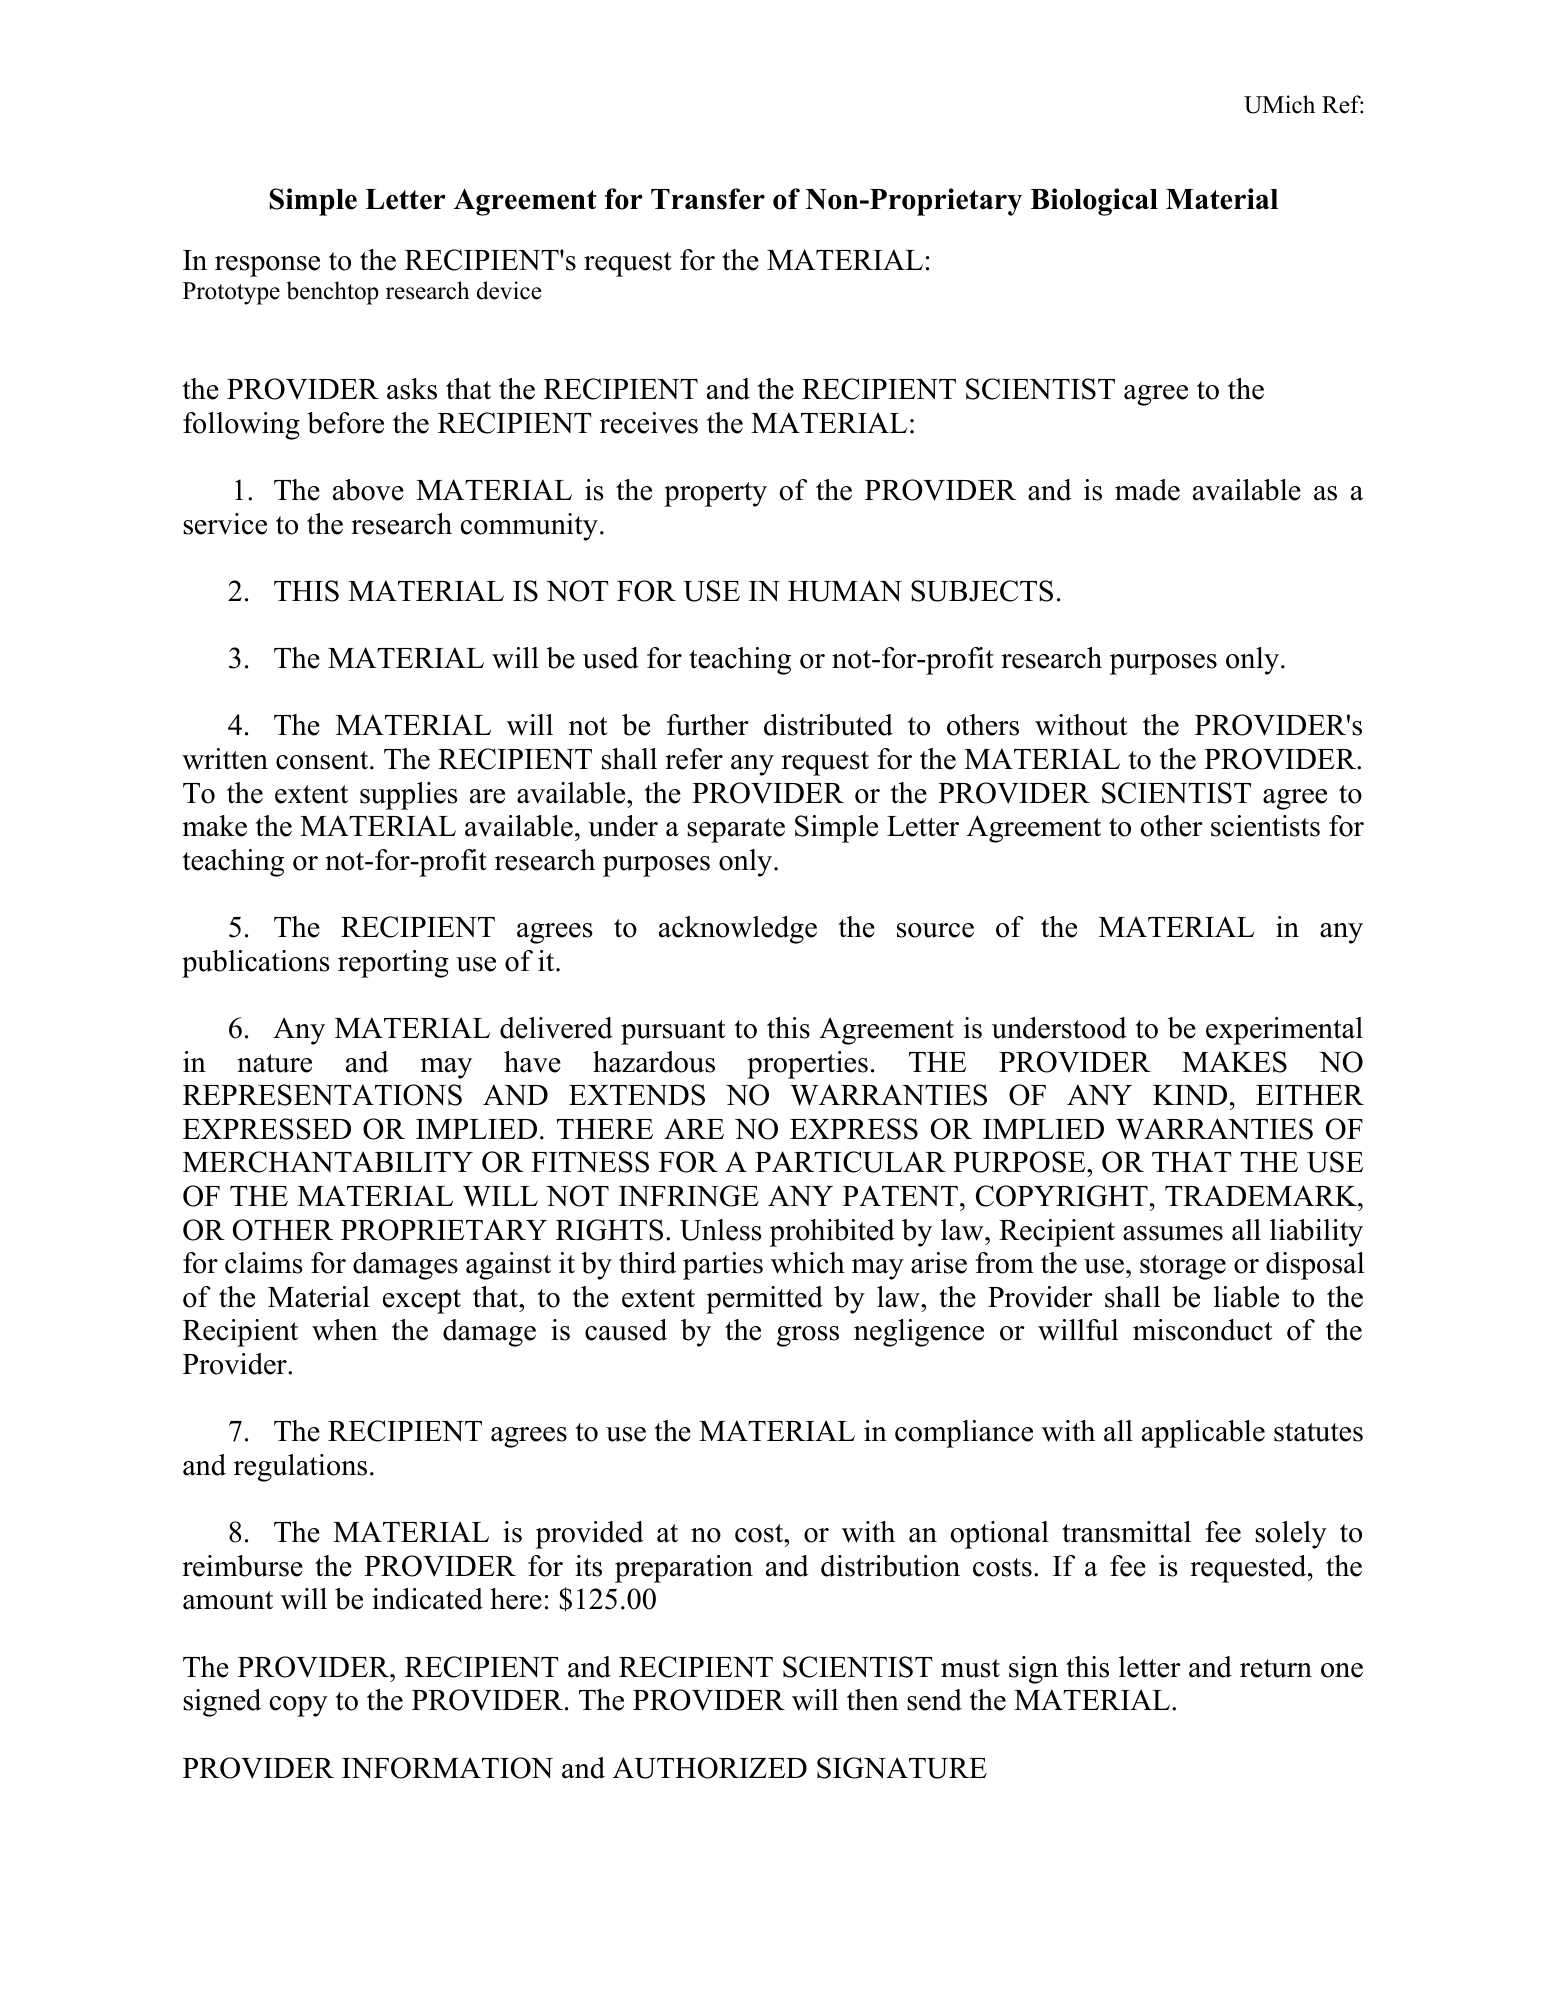 UMich Ref:
Simple Letter Agreement for Transfer of Non-Proprietary Biological Material
In response to the RECIPIENT's request for the MATERIAL:
Prototype benchtop research device
the PROVIDER asks that the RECIPIENT and the RECIPIENT SCIENTIST agree to the
following before the RECIPIENT receives the MATERIAL:
1. The above MATERIAL is the property of the PROVIDER and is made available as a
service to the research community.
2. THIS MATERIAL IS NOT FOR USE IN HUMAN SUBJECTS.
3. The MATERIAL will be used for teaching or not-for-profit research purposes only.
4. The MATERIAL will not be further distributed to others without the PROVIDER's
written consent. The RECIPIENT shall refer any request for the MATERIAL to the PROVIDER.
To the extent supplies are available, the PROVIDER or the PROVIDER SCIENTIST agree to
make the MATERIAL available, under a separate Simple Letter Agreement to other scientists for
teaching or not-for-profit research purposes only.
5. The RECIPIENT agrees to acknowledge the source of the MATERIAL in any
publications reporting use of it.
6. Any MATERIAL delivered pursuant to this Agreement is understood to be experimental
in nature and may have hazardous properties. THE PROVIDER MAKES NO
REPRESENTATIONS AND EXTENDS NO WARRANTIES OF ANY KIND, EITHER
EXPRESSED OR IMPLIED. THERE ARE NO EXPRESS OR IMPLIED WARRANTIES OF
MERCHANTABILITY OR FITNESS FOR A PARTICULAR PURPOSE, OR THAT THE USE
OF THE MATERIAL WILL NOT INFRINGE ANY PATENT, COPYRIGHT, TRADEMARK,
OR OTHER PROPRIETARY RIGHTS. Unless prohibited by law, Recipient assumes all liability
for claims for damages against it by third parties which may arise from the use, storage or disposal
of the Material except that, to the extent permitted by law, the Provider shall be liable to the
Recipient when the damage is caused by the gross negligence or willful misconduct of the
Provider.
7. The RECIPIENT agrees to use the MATERIAL in compliance with all applicable statutes
and regulations.
8. The MATERIAL is provided at no cost, or with an optional transmittal fee solely to
reimburse the PROVIDER for its preparation and distribution costs. If a fee is requested, the
amount will be indicated here: $125.00
The PROVIDER, RECIPIENT and RECIPIENT SCIENTIST must sign this letter and return one
signed copy to the PROVIDER. The PROVIDER will then send the MATERIAL.
PROVIDER INFORMATION and AUTHORIZED SIGNATURE